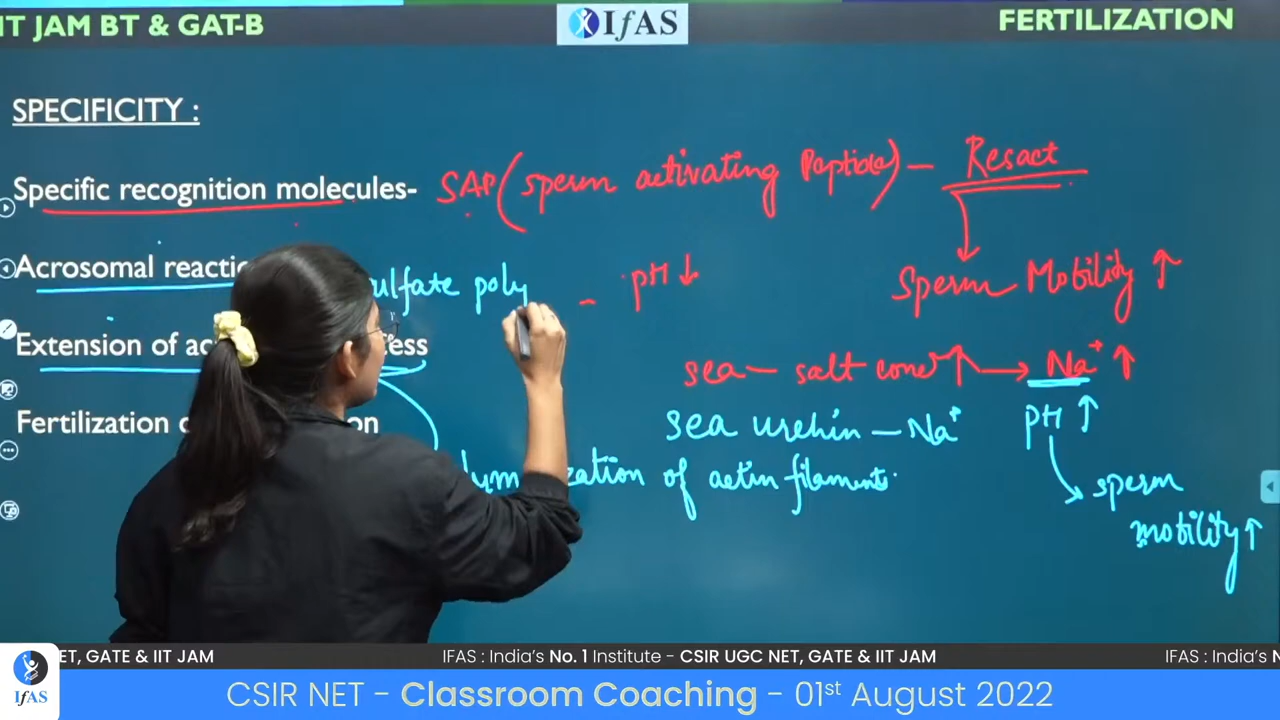 IT JAM BT & GAT-B
IFAS
FERTILIZATION
SPECIFICITY :
Specific recognition molecules- SAP (sperm activating Peptide) – Resact
Acrosomal reac
sulfate poly – pH ↓
Sperm Mobility ↑
Extension of ac ess
sea – salt conc ↑ → Na+ ↑
Fertilization on
sea urchin – Na+
pH ↑
zation of actin filaments.
sperm
mobility ↑
ET, GATE & IIT JAM
IFAS : India's No. 1 Institute - CSIR UGC NET, GATE & IIT JAM
IFAS : India's N
IFAS
CSIR NET - Classroom Coaching - 01st August 2022